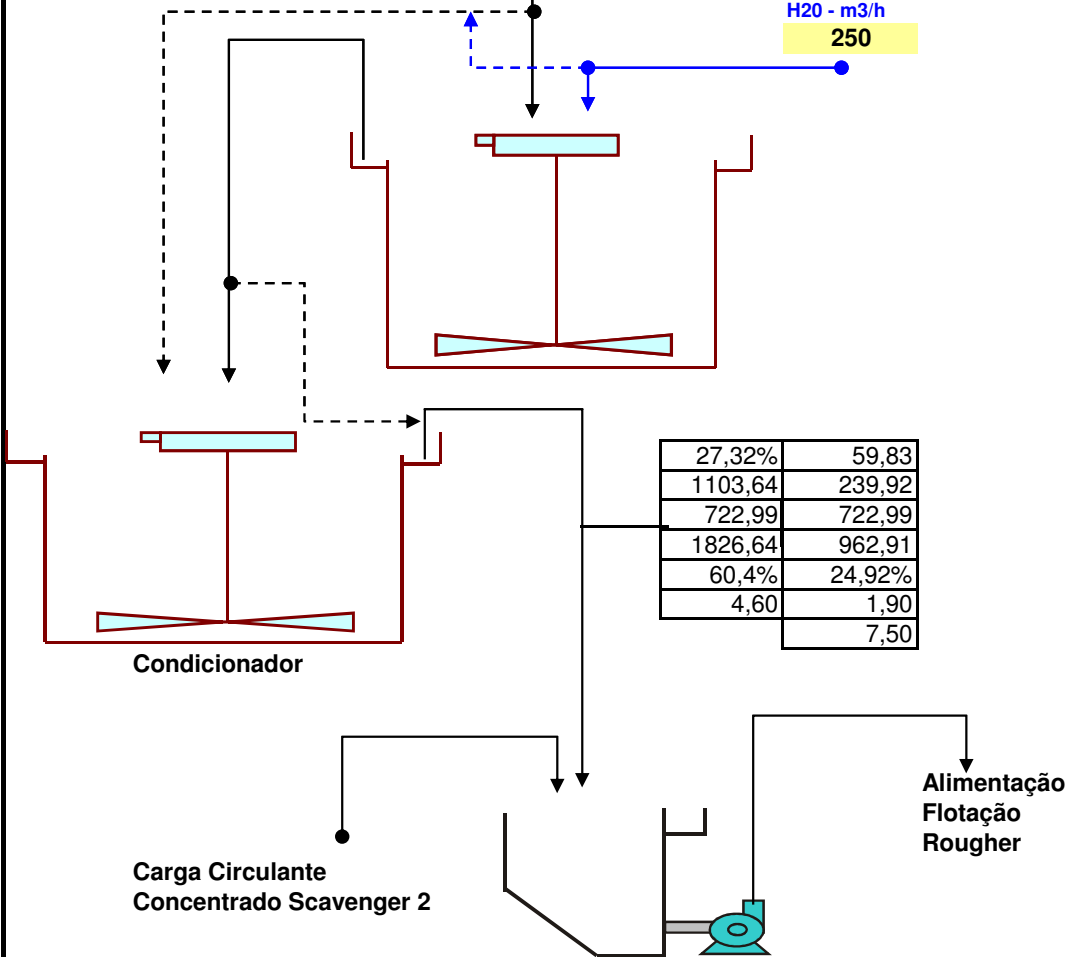 H20 - m3/h
250
27,32% 59,83
1103,64 239,92
722,99 722,99
1826,64 962,91
60,4% 24,92%
4,60 1,90
7,50
Condicionador
Alimentação
Flotação
Rougher
Carga Circulante
Concentrado Scavenger 2